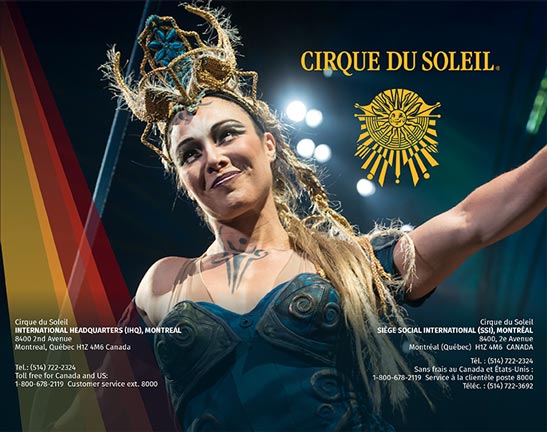 CIRQUE DU SOLEIL®
Cirque du Soleil
INTERNATIONAL HEADQUARTERS (IHQ), MONTREAL
8400 2nd Avenue
Montreal, Québec H1Z 4M6 Canada
Tel.: (514) 722-2324
Toll free for Canada and US:
1-800-678-2119 Customer service ext. 8000
Cirque du Soleil
SIÈGE SOCIAL INTERNATIONAL (SSI), MONTRÉAL
8400, 2e Avenue
Montréal (Québec) H1Z 4M6 CANADA
Tél. : (514) 722-2324
Sans frais au Canada et États-Unis :
1-800-678-2119 Service à la clientèle poste 8000
Téléc. : (514) 722-3692